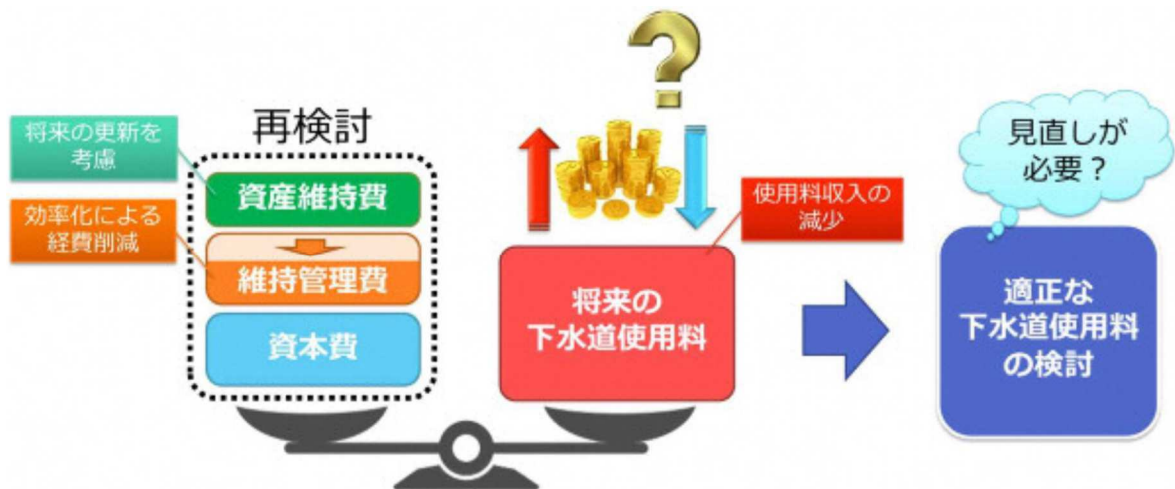 再検討
将来の更新を
考慮
資産維持費
効率化による
経費削減
維持管理費
資本費
?
使用料収入の
減少
将来の
下水道使用料
見直しが
必要？
適正な
下水道使用料
の検討